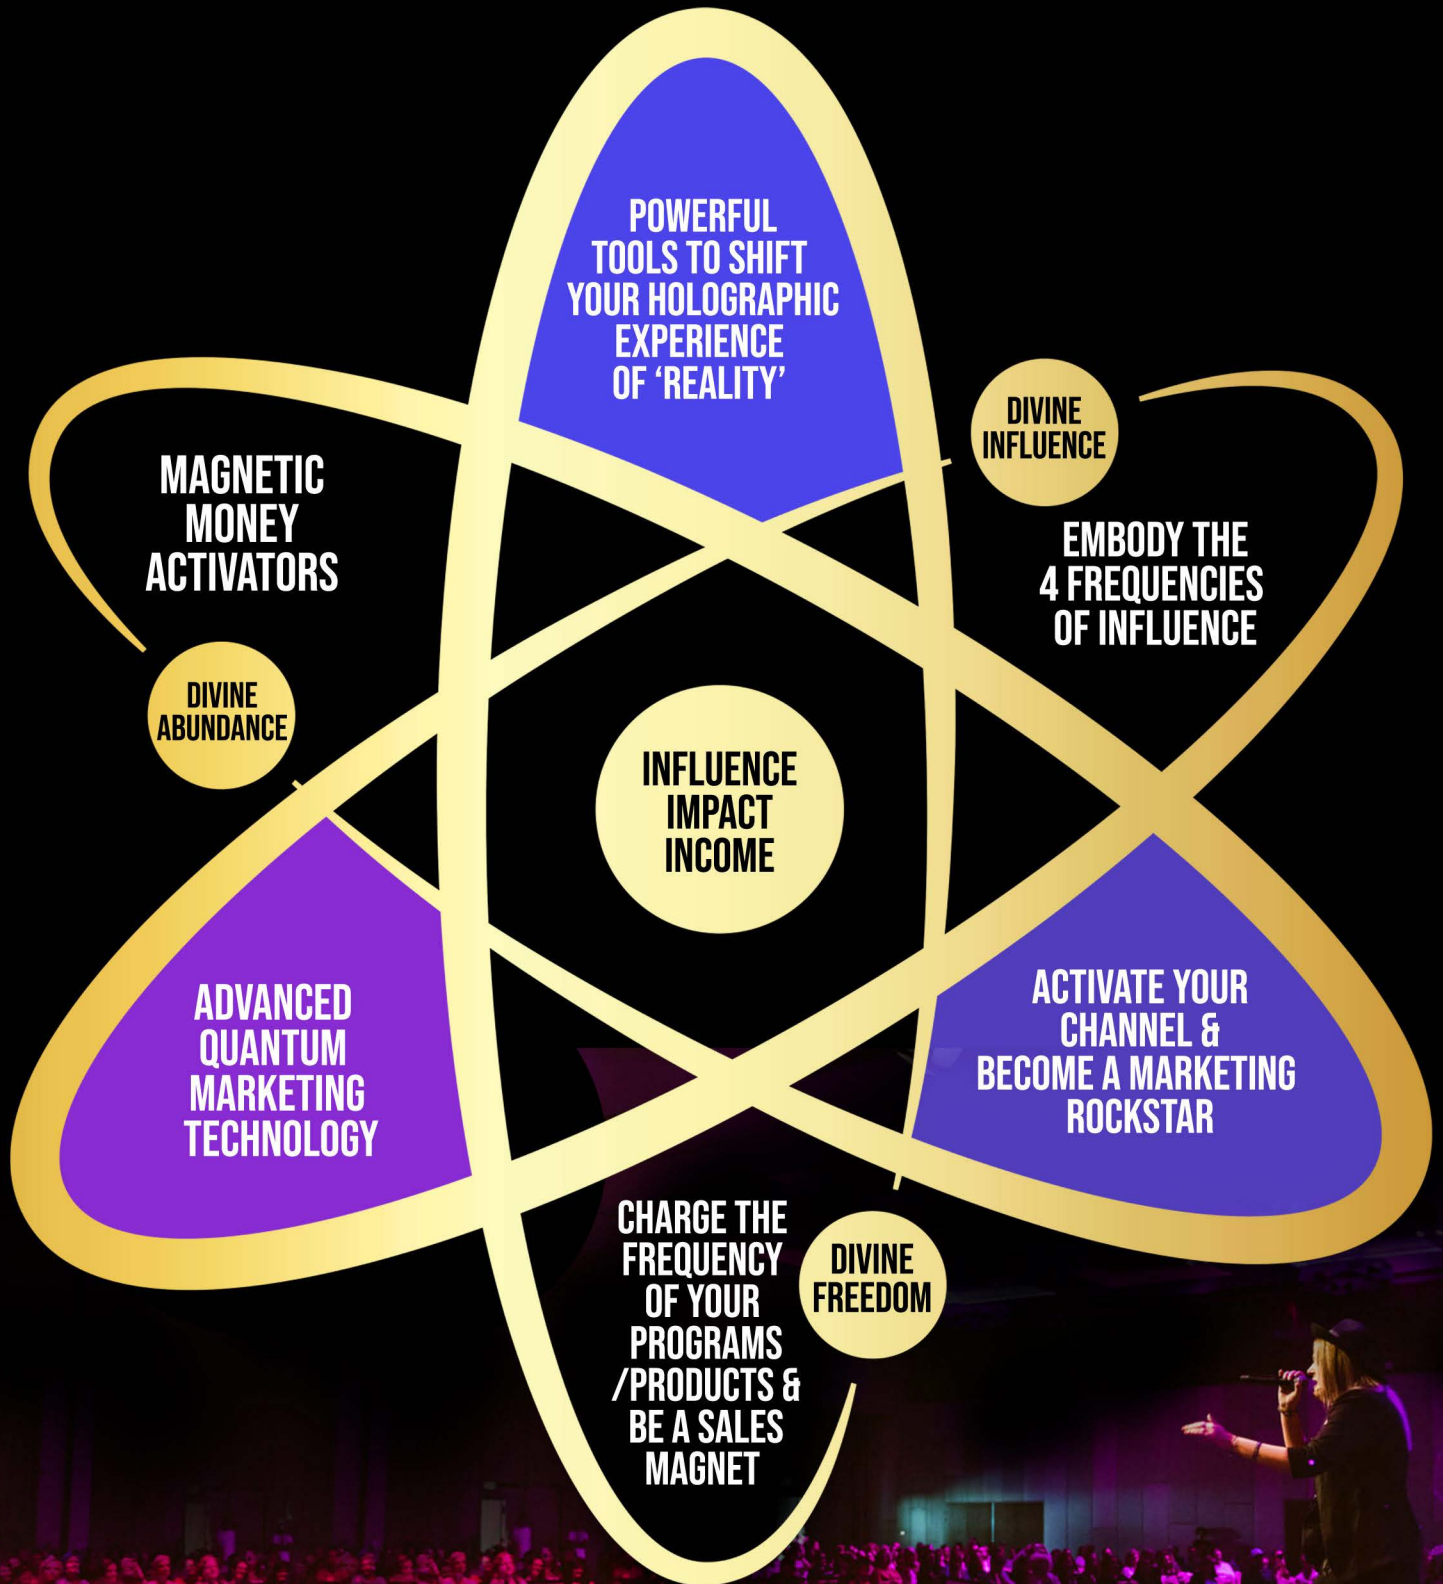 POWERFUL
TOOLS TO SHIFT
YOUR HOLOGRAPHIC
EXPERIENCE
OF ‘REALITY’
DIVINE
INFLUENCE
MAGNETIC
MONEY
ACTIVATORS
EMBODY THE
4 FREQUENCIES
OF INFLUENCE
DIVINE
ABUNDANCE
INFLUENCE
IMPACT
INCOME
ADVANCED
QUANTUM
MARKETING
TECHNOLOGY
ACTIVATE YOUR
CHANNEL &
BECOME A MARKETING
ROCKSTAR
CHARGE THE
FREQUENCY
OF YOUR
PROGRAMS
/PRODUCTS &
BE A SALES
MAGNET
DIVINE
FREEDOM